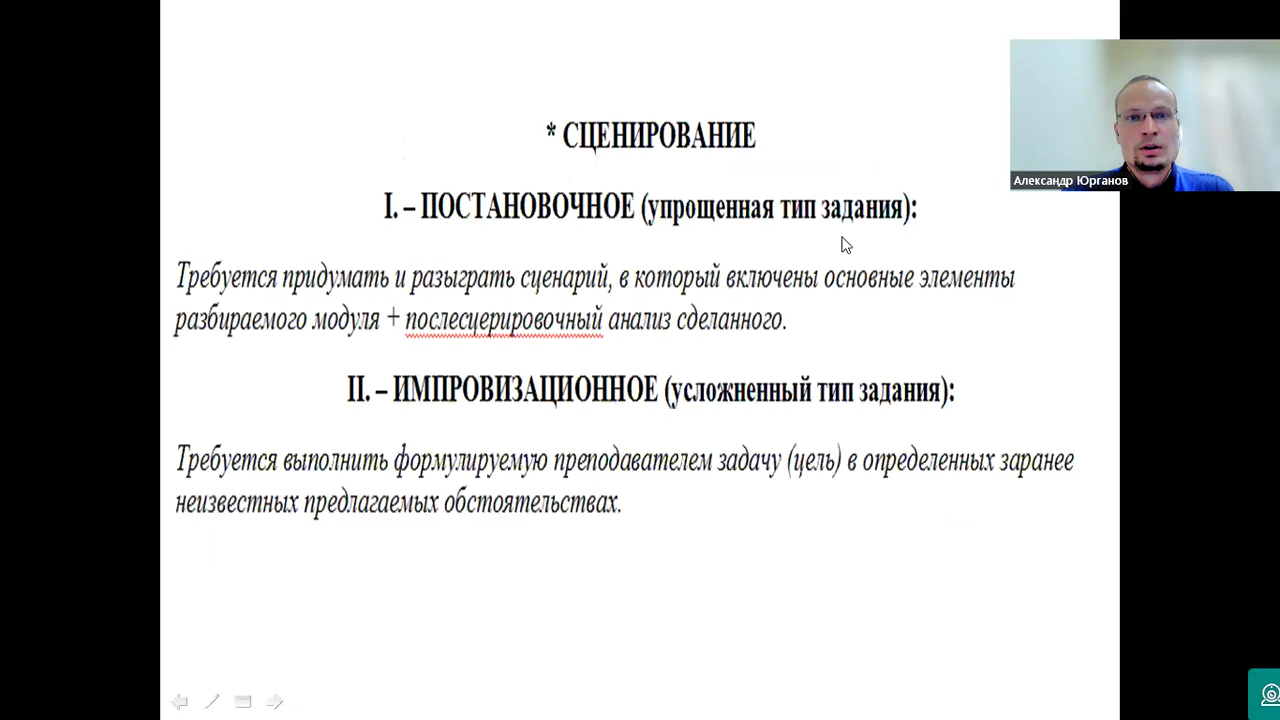 * СЦЕНИРОВАНИЕ
I. – ПОСТАНОВОЧНОЕ (упрощенная тип задания):
Требуется придумать и разыграть сценарий, в который включены основные элементы
разбираемого модуля + послесцерировочный анализ сделанного.
II. – ИМПРОВИЗАЦИОННОЕ (усложненный тип задания):
Требуется выполнить формулируемую преподавателем задачу (цель) в определенных заранее
неизвестных предлагаемых обстоятельствах.
Александр Юрганов